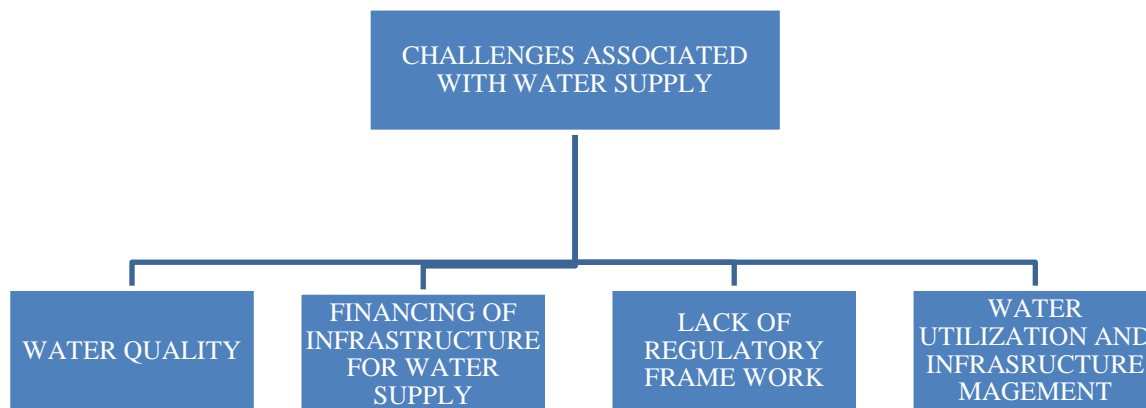 CHALLENGES ASSOCIATED
WITH WATER SUPPLY
WATER QUALITY
FINANCING OF
INFRASTRUCTURE
FOR WATER
SUPPLY
LACK OF
REGULATORY
FRAME WORK
WATER
UTILIZATION AND
INFRASRUCTURE
MAGEMENT